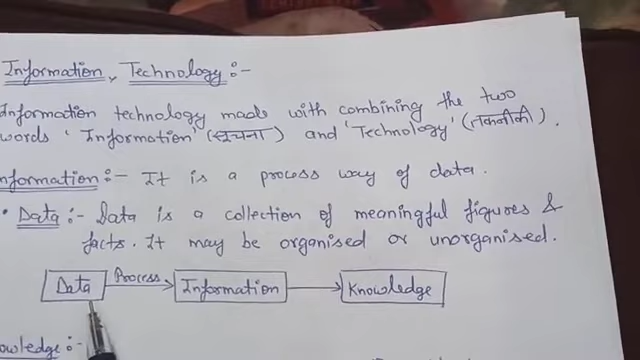 Information, Technology :-
Information technology made with combining the two
words 'Information' (सूचना) and 'Technology' (तकनीकी).
nformation :- It is a process way of data.
• Data :- Data is a collection of meaningful figures &
facts. It may be organised or unorganised.
Data Process Information Knowledge
nowledge :-